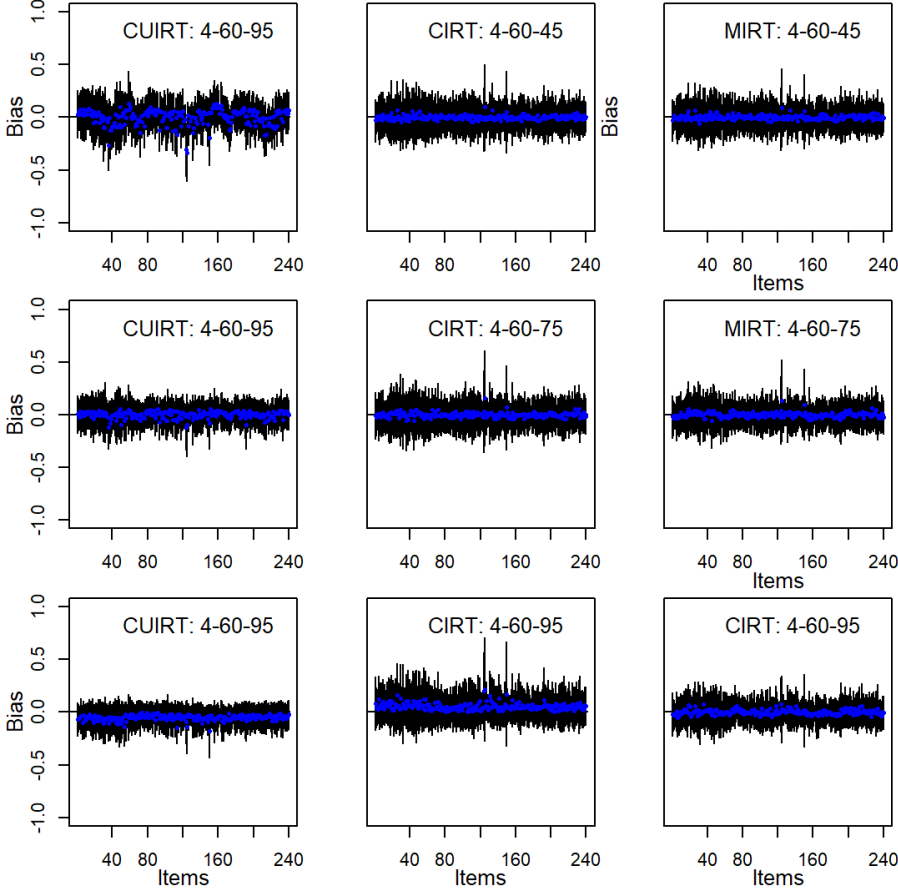 CUIRT: 4-60-95
CIRT: 4-60-45
MIRT: 4-60-45
1.0
0.5
0.0
-0.5
-1.0
Bias
Bias
40 80 160 240
40 80 160 240
40 80 160 240
Items
CUIRT: 4-60-95
CIRT: 4-60-75
MIRT: 4-60-75
1.0
0.5
0.0
-0.5
-1.0
Bias
40 80 160 240
40 80 160 240
40 80 160 240
Items
CUIRT: 4-60-95
CIRT: 4-60-95
CIRT: 4-60-95
1.0
0.5
0.0
-0.5
-1.0
Bias
40 80 160 240
40 80 160 240
40 80 160 240
Items
Items
Items